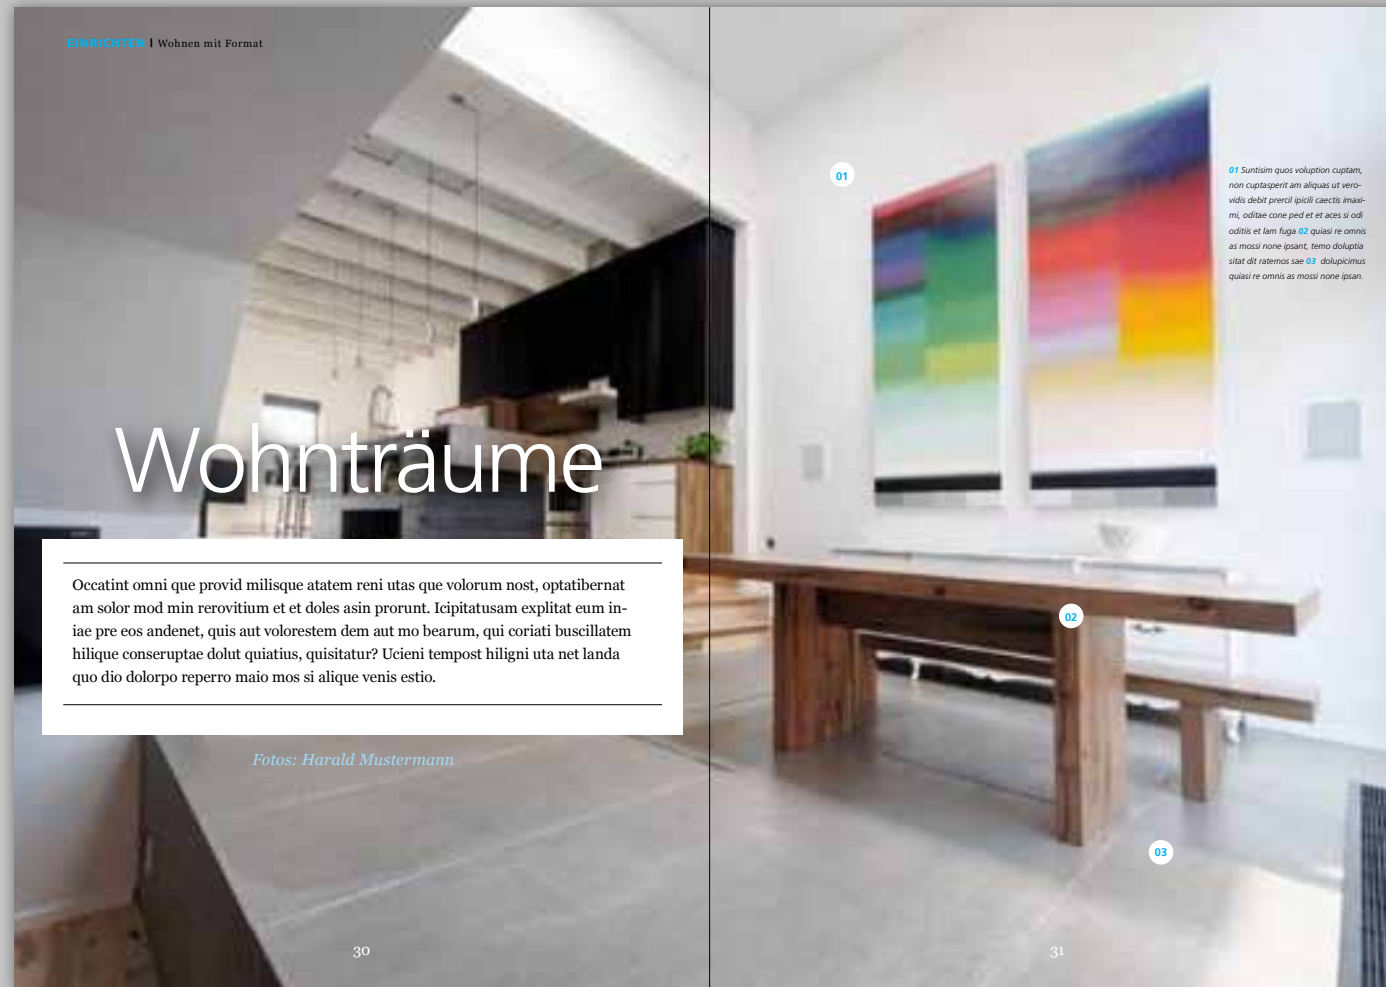 EINRICHTEN | Wohnen mit Format
Wohnträume
Occatint omni que provid milisque atatem reni utas que volorum nost, optatibernat
am solor mod min rerovitium et et doles asin prorunt. Icipitatusam explitat eum in-
iae pre eos andenet, quis aut volorestem dem aut mo bearum, qui coriati buscillatem
hilique conseruptae dolut quiatius, quisitatur? Ucieni tempost hiligni uta net landa
quo dio dolorpo reperro maio mos si alique venis estio.
Fotos: Harald Mustermann
30
01
01 Suntisim quos voluption cuptam,
non cuptasperit am aliquas ut vero-
vidis debit prercil ipicili caectis imaxi-
mi, oditae cone ped et et aces si odi
oditiis et lam fuga 02 quiasi re omnis
as mossi none ipsant, temo doluptia
sitat dit ratemos sae 03 dolupicimus
quiasi re omnis as mossi none ipsan.
02
03
31